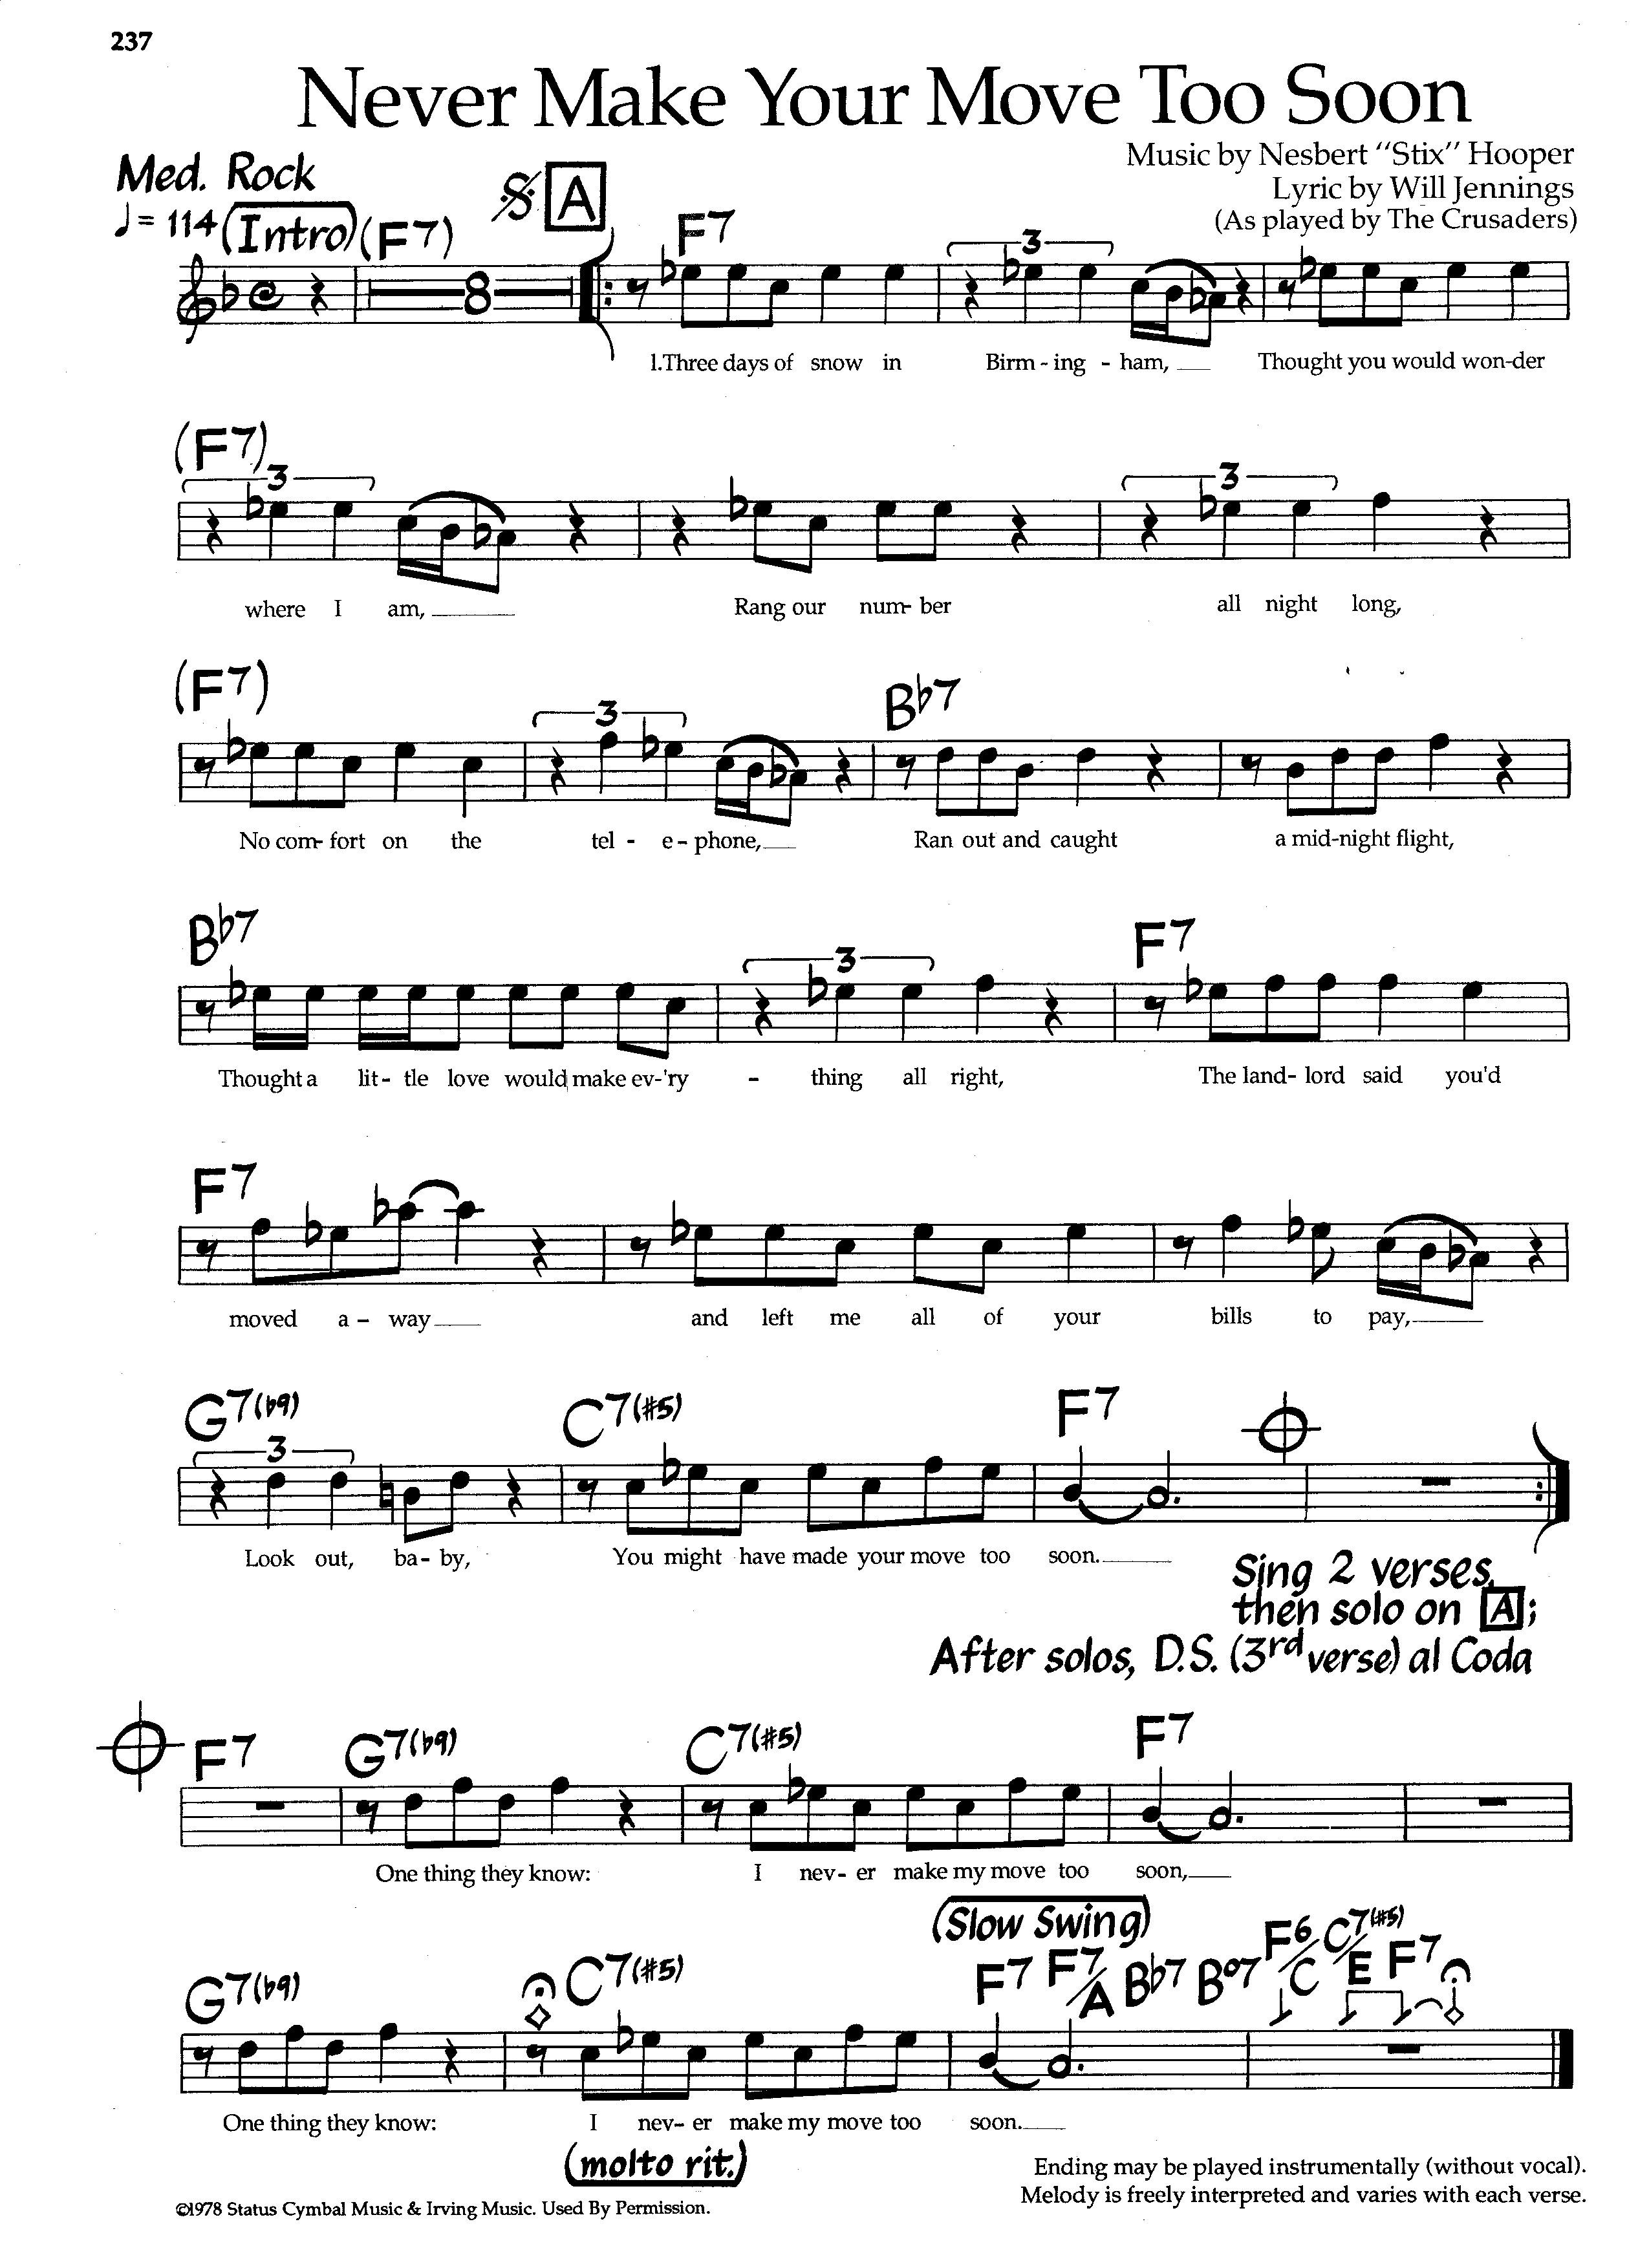 237
Never Make Your Move Too Soon
Music by Nesbert "Stix" Hooper
Lyric by Will Jennings
(As played by The Crusaders)
Med. Rock
♩= 114 (Intro) (F7) A F7
8 3
1.Three days of snow in Birm - ing - ham, Thought you would won-der
(F7)
3 3
where I am, Rang our num- ber all night long,
(F7) Bb7
3
No com- fort on the tel - e - phone, Ran out and caught a mid-night flight,
Bb7 F7
3
Thought a lit- tle love would make ev-'ry - thing all right, The land- lord said you'd
F7
moved a - way and left me all of your bills to pay,
G7(b9) C7(#5) F7
3
Look out, ba- by, You might have made your move too soon.
Sing 2 verses,
then solo on A;
After solos, D.S. (3rd verse) al Coda
F7 G7(b9) C7(#5) F7
One thing they know: I nev- er make my move too soon,
(Slow Swing)
G7(b9) C7(#5) F7 F7/A Bb7 B°7 F6/C C7(#5)/E F7
One thing they know: I nev- er make my move too soon.
(molto rit.)
Ending may be played instrumentally (without vocal).
Melody is freely interpreted and varies with each verse.
©1978 Status Cymbal Music & Irving Music. Used By Permission.